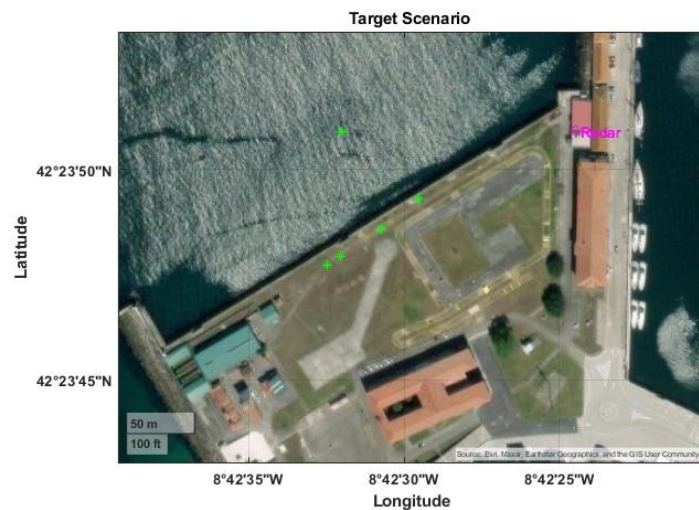 Target Scenario
Radar
42°23'50"N
Latitude
42°23'45"N
50 m
100 ft
Source: Esri, Maxar, Earthstar Geographics, and the GIS User Community
8°42'35"W
8°42'30"W
8°42'25"W
Longitude